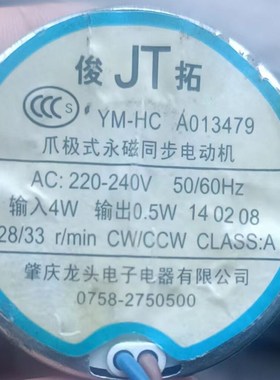 俊 JT 拓
CCC S YM-HC A013479
爪极式永磁同步电动机
AC: 220-240V 50/60Hz
输入4W 输出0.5W 14 02 08
28/33 r/min CW/CCW CLASS:A
肇庆龙头电子电器有限公司
0758-2750500